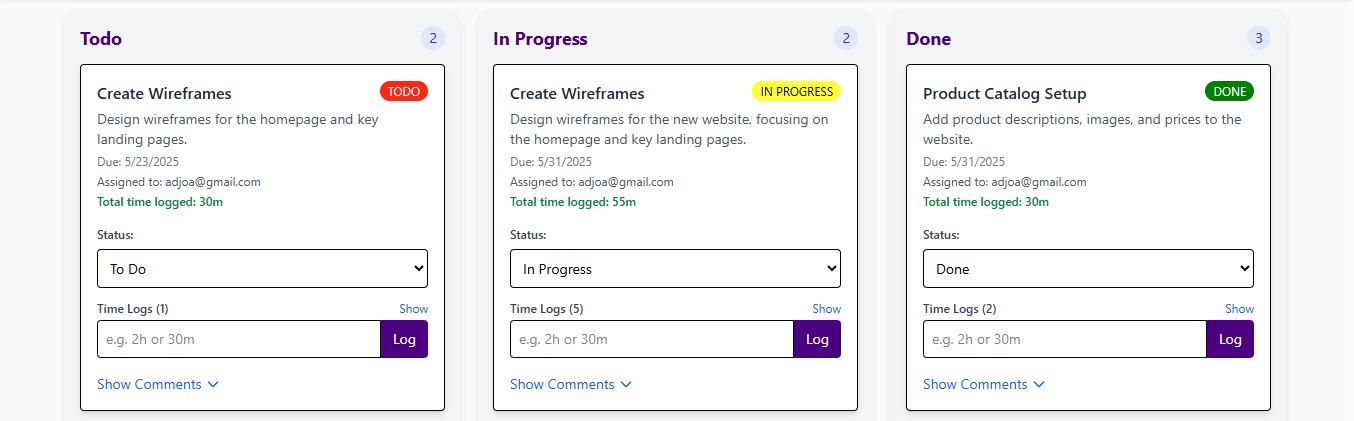 Todo
2
Create Wireframes
TODO
Design wireframes for the homepage and key
landing pages.
Due: 5/23/2025
Assigned to: adjoa@gmail.com
Total time logged: 30m
Status:
To Do
Time Logs (1)
Show
e.g. 2h or 30m
Log
Show Comments
In Progress
2
Create Wireframes
IN PROGRESS
Design wireframes for the new website, focusing on
the homepage and key landing pages.
Due: 5/31/2025
Assigned to: adjoa@gmail.com
Total time logged: 55m
Status:
In Progress
Time Logs (5)
Show
e.g. 2h or 30m
Log
Show Comments
Done
3
Product Catalog Setup
DONE
Add product descriptions, images, and prices to the
website.
Due: 5/31/2025
Assigned to: adjoa@gmail.com
Total time logged: 30m
Status:
Done
Time Logs (2)
Show
e.g. 2h or 30m
Log
Show Comments